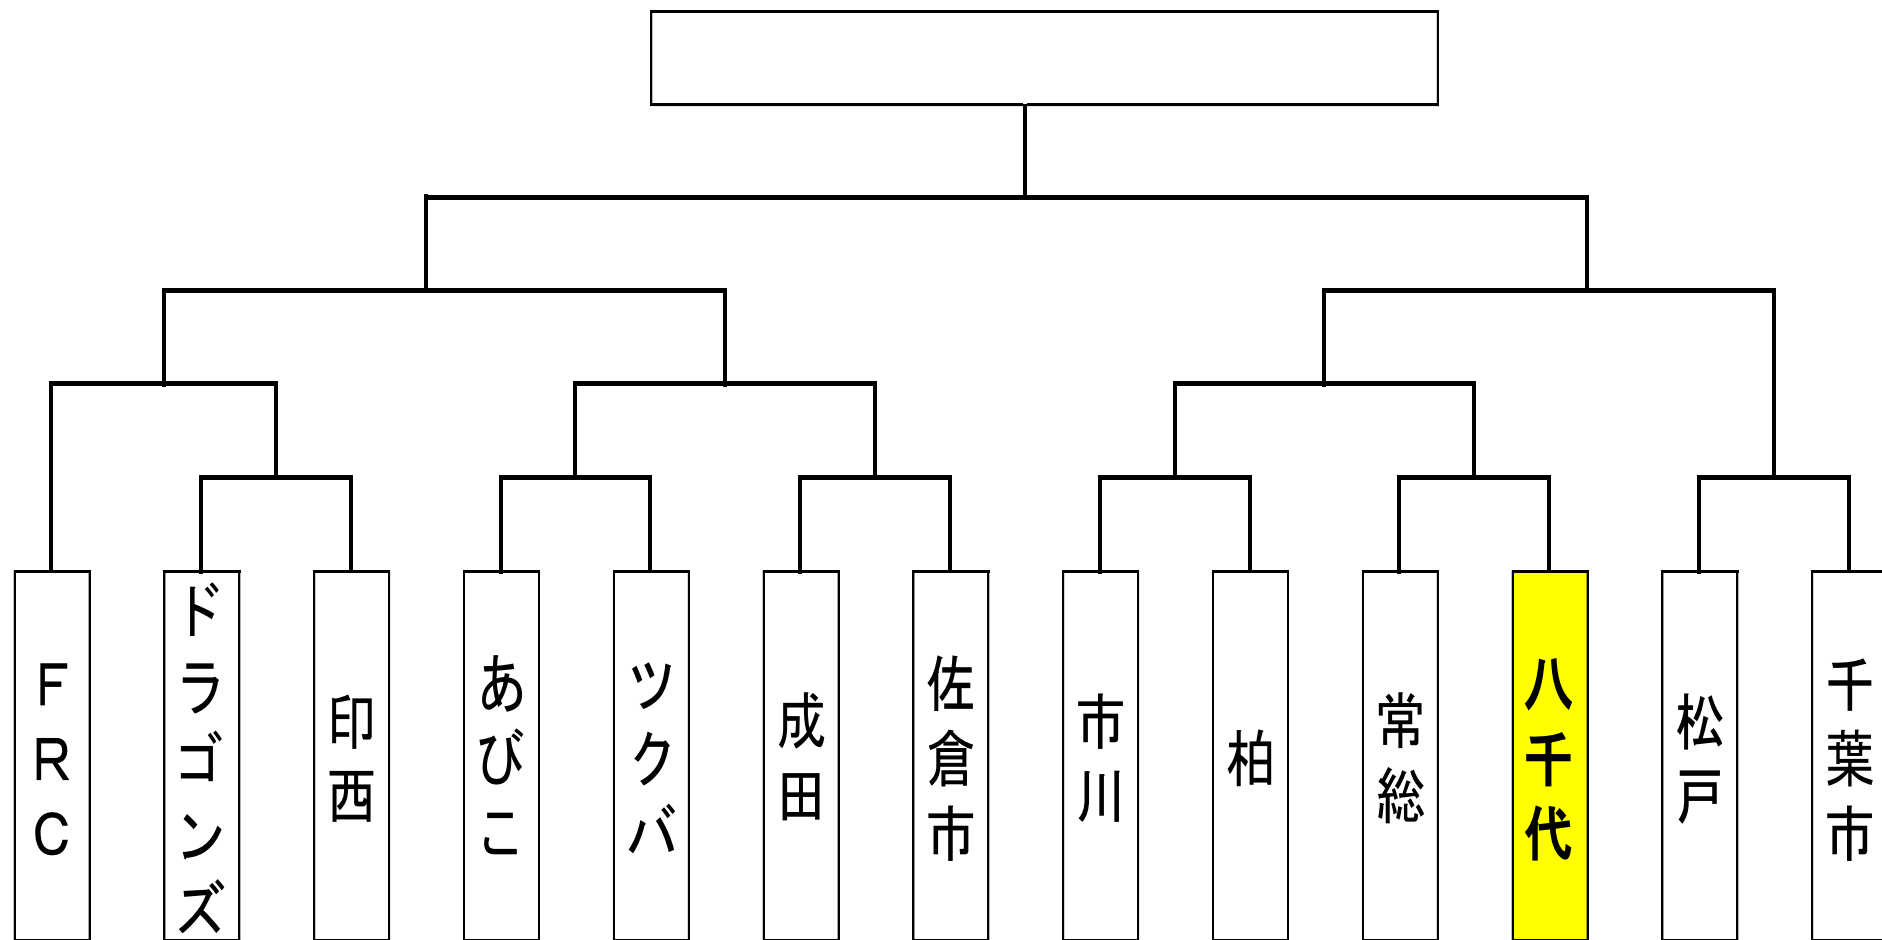 ＦＲＣ
ドラゴンズ
印西
あびこ
ツクバ
成田
佐倉市
市川
柏
常総
八千代
松戸
千葉市